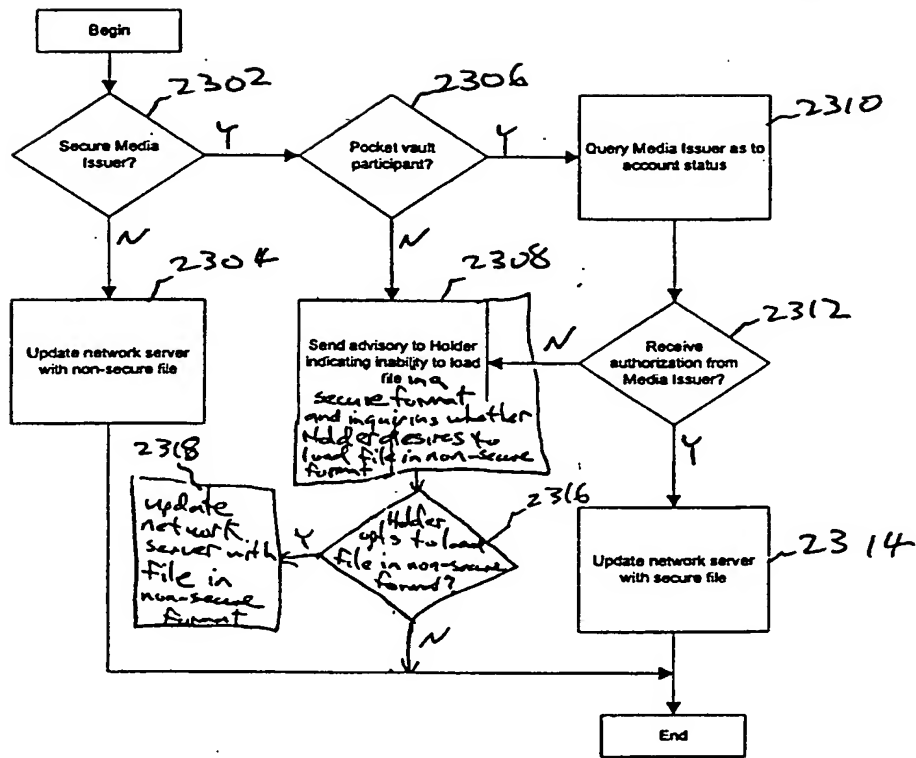 Begin
2302
2306
2310
Secure Media
Issuer?
Y
Pocket vault
participant?
Y
Query Media Issuer as to
account status
N
N
2304
2308
2312
Update network server
with non-secure file
Send advisory to Holder
indicating inability to load
file in a
secure format
and inquiring whether
Holder desires to
load file in non-secure
format
N
Receive
authorization from
Media Issuer?
Y
2318
update
network
server with
file in
non-secure
format
Y
2316
Holder
opts to load
file in non-secure
format?
N
2314
Update network server
with secure file
End